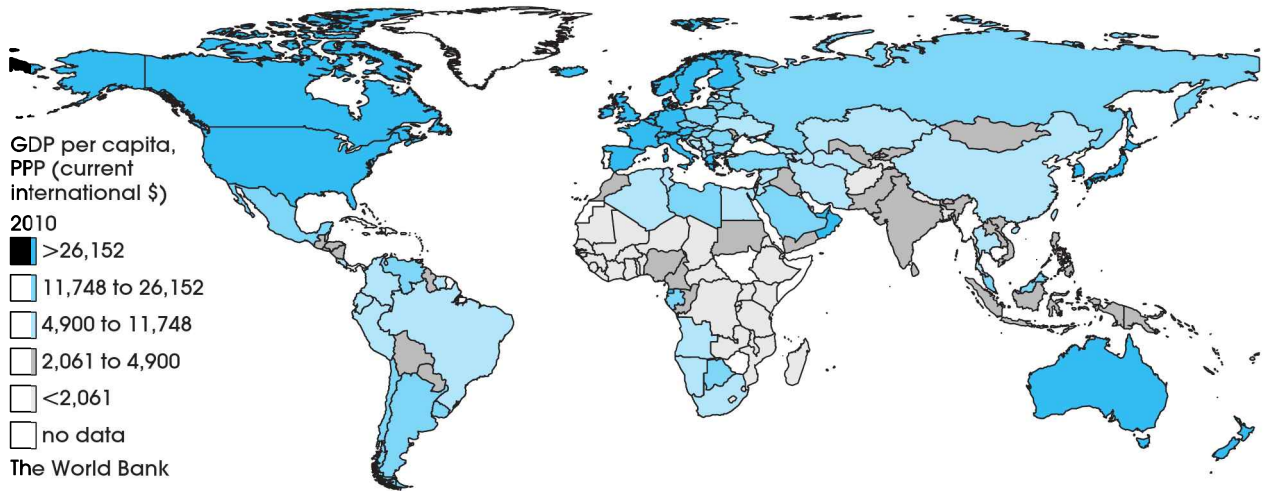 GDP per capita,
PPP (current
international $)
2010
>26,152
11,748 to 26,152
4,900 to 11,748
2,061 to 4,900
<2,061
no data
The World Bank